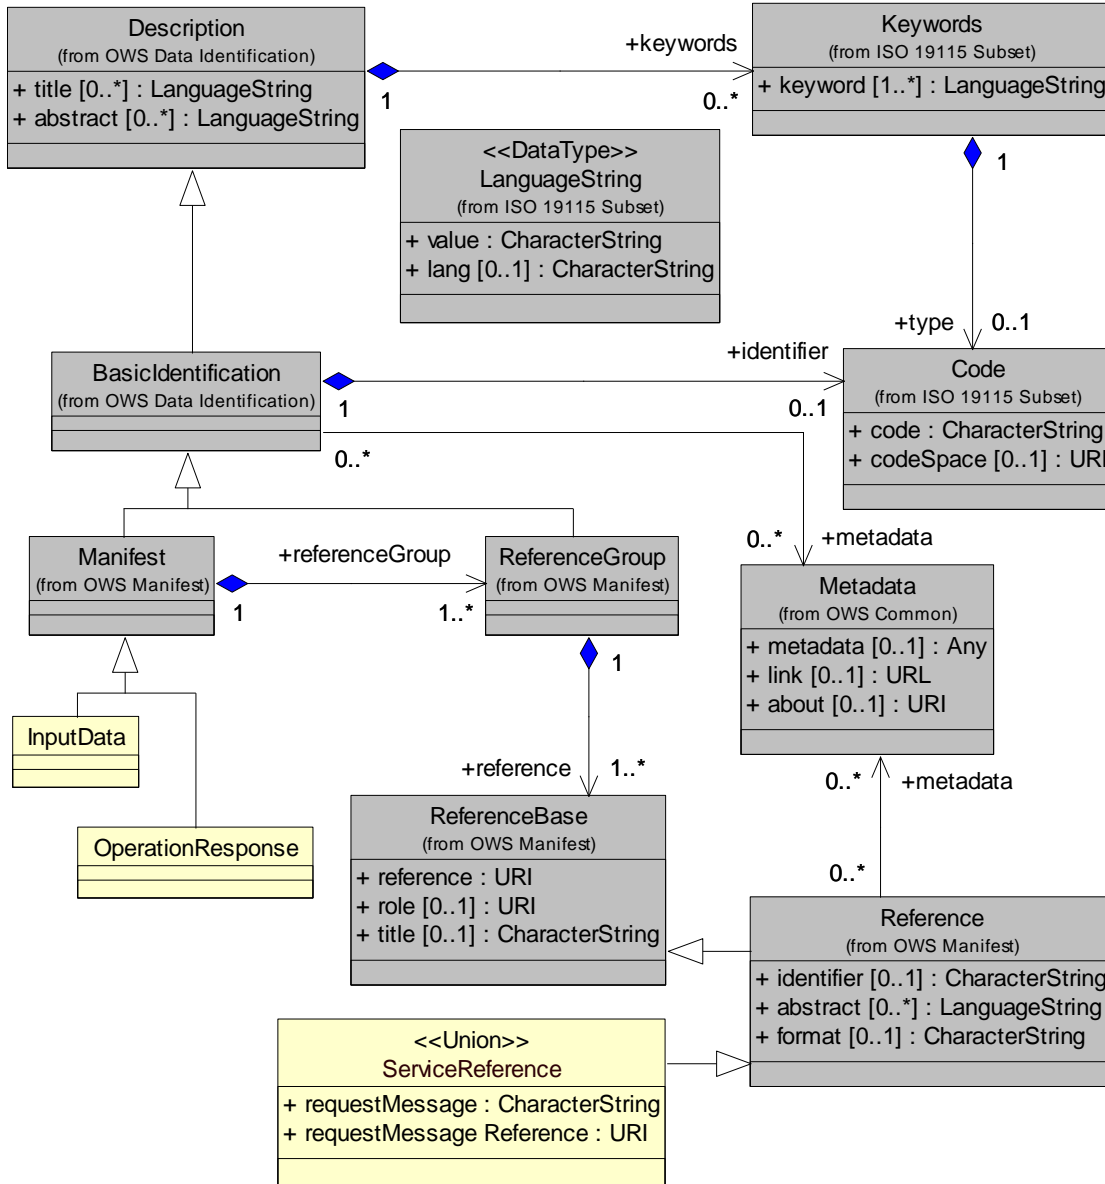 Description
(from OWS Data Identification)
+ title [0..*] : LanguageString
+ abstract [0..*] : LanguageString
+keywords
1
0..*
Keywords
(from ISO 19115 Subset)
+ keyword [1..*] : LanguageString
1
<<DataType>>
LanguageString
(from ISO 19115 Subset)
+ value : CharacterString
+ lang [0..1] : CharacterString
+type
0..1
BasicIdentification
(from OWS Data Identification)
+identifier
1
0..1
0..*
Code
(from ISO 19115 Subset)
+ code : CharacterString
+ codeSpace [0..1] : URI
Manifest
(from OWS Manifest)
+referenceGroup
1
1..*
ReferenceGroup
(from OWS Manifest)
1
0..*
+metadata
Metadata
(from OWS Common)
+ metadata [0..1] : Any
+ link [0..1] : URL
+ about [0..1] : URI
InputData
OperationResponse
+reference
1..*
ReferenceBase
(from OWS Manifest)
+ reference : URI
+ role [0..1] : URI
+ title [0..1] : CharacterString
0..*
+metadata
0..*
Reference
(from OWS Manifest)
+ identifier [0..1] : CharacterString
+ abstract [0..*] : LanguageString
+ format [0..1] : CharacterString
<<Union>>
ServiceReference
+ requestMessage : CharacterString
+ requestMessage Reference : URI